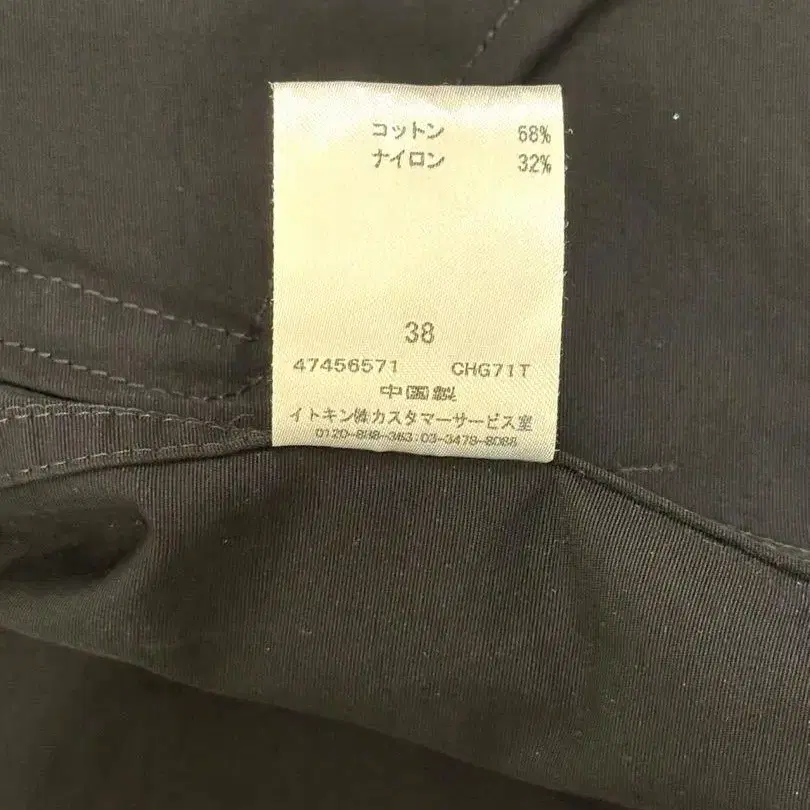 コットン 68%
ナイロン 32%
38
47456571 CHG71T
中国製
イトキン㈱カスタマーサービス室
0120-888-363:03-3478-8088